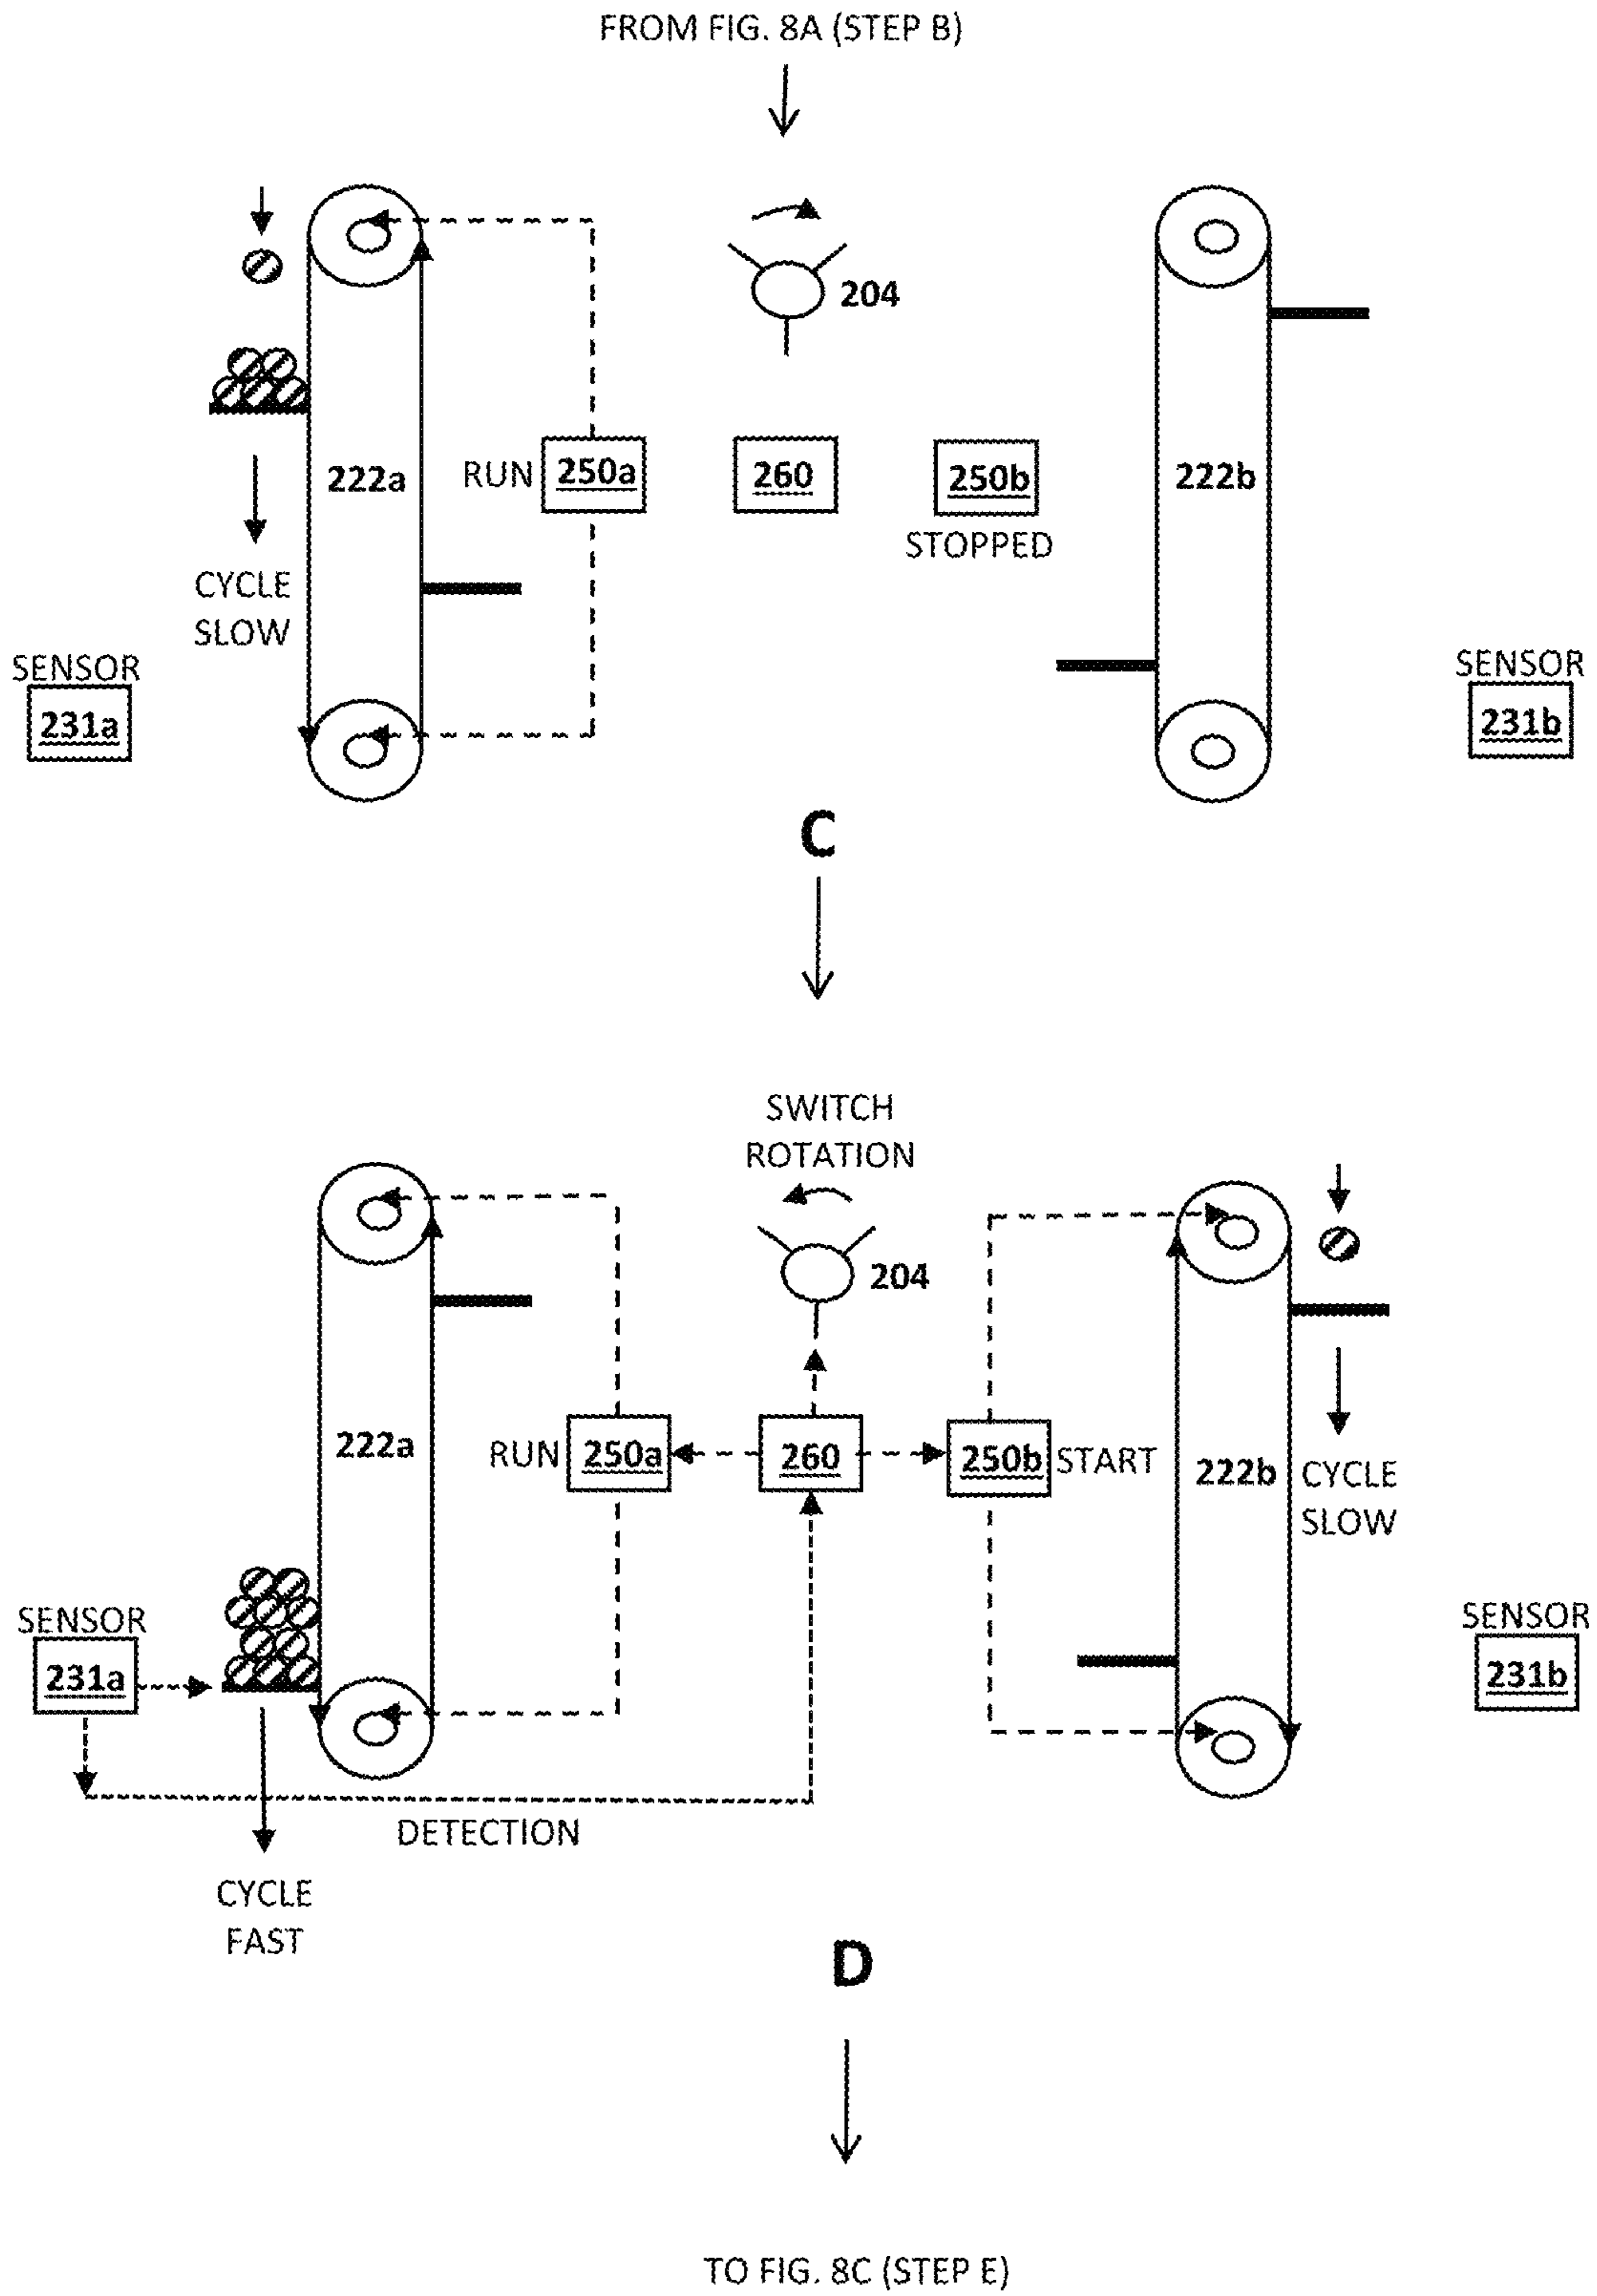 FROM FIG. 8A (STEP B)
204
222a
RUN
250a
260
250b
STOPPED
222b
CYCLE
SLOW
SENSOR
231a
SENSOR
231b
C
SWITCH
ROTATION
204
222a
RUN
250a
260
250b
START
222b
CYCLE
SLOW
SENSOR
231a
SENSOR
231b
DETECTION
CYCLE
FAST
D
TO FIG. 8C (STEP E)